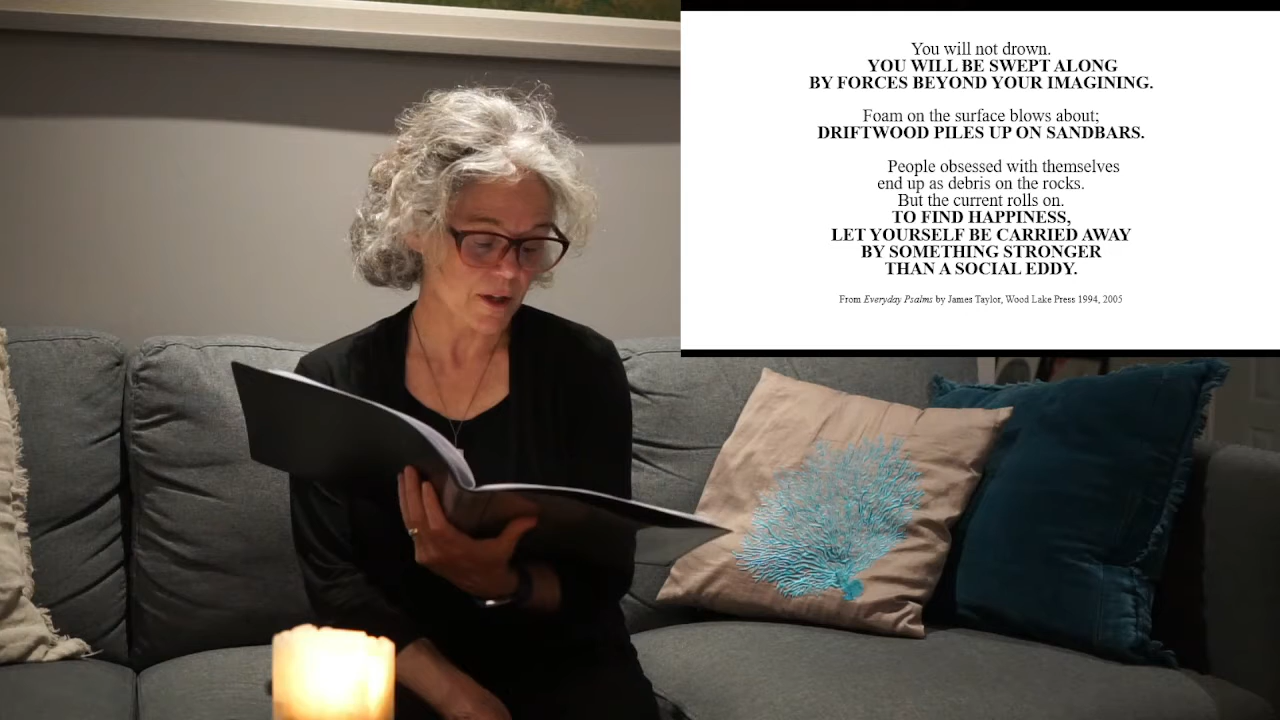 You will not drown.
YOU WILL BE SWEPT ALONG
BY FORCES BEYOND YOUR IMAGINING.
Foam on the surface blows about;
DRIFTWOOD PILES UP ON SANDBARS.
People obsessed with themselves
end up as debris on the rocks.
But the current rolls on.
TO FIND HAPPINESS,
LET YOURSELF BE CARRIED AWAY
BY SOMETHING STRONGER
THAN A SOCIAL EDDY.
From Everyday Psalms by James Taylor, Wood Lake Press 1994, 2005